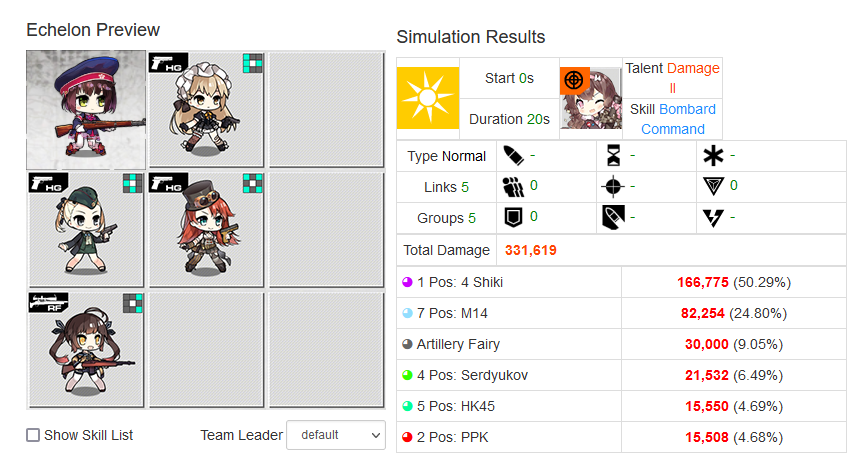 Echelon Preview
HG
HG
HG
RF
Show Skill List
Team Leader
default
Simulation Results
Start 0s
Duration 20s
Talent Damage
II
Skill Bombard
Command
Type Normal
-
-
-
Links 5
0
-
0
Groups 5
0
-
-
Total Damage
331,619
1 Pos: 4 Shiki
166,775 (50.29%)
7 Pos: M14
82,254 (24.80%)
Artillery Fairy
30,000 (9.05%)
4 Pos: Serdyukov
21,532 (6.49%)
5 Pos: HK45
15,550 (4.69%)
2 Pos: PPK
15,508 (4.68%)